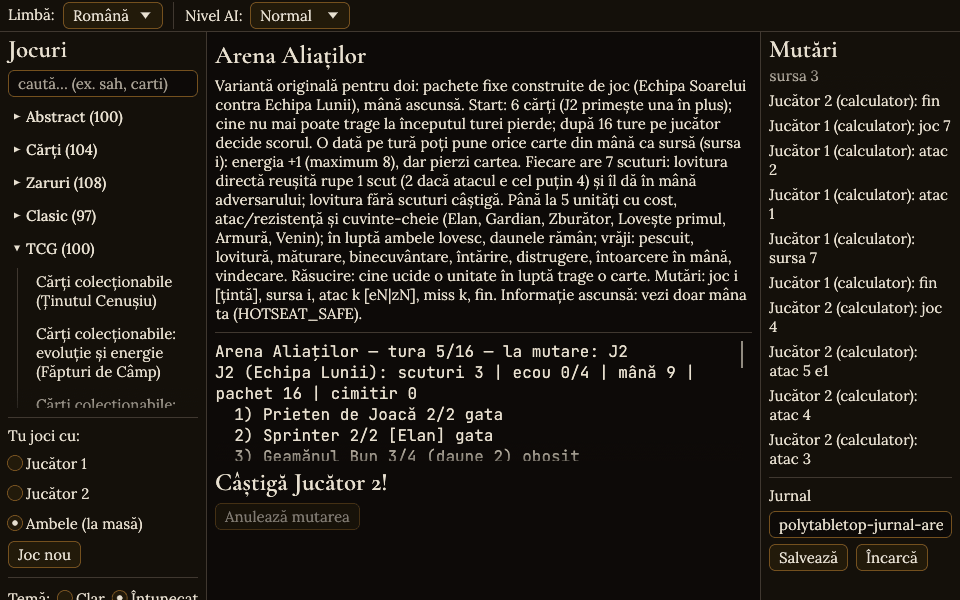 Limbă:
Română
Nivel AI:
Normal
Jocuri
caută... (ex. sah, carti)
Abstract (100)
Cărți (104)
Zaruri (108)
Clasic (97)
TCG (100)
Cărți colecționabile
(Ținutul Cenușiu)
Cărți colecționabile:
evoluție și energie
(Făpturi de Câmp)
Cărți colecționabile:
Tu joci cu:
Jucător 1
Jucător 2
Ambele (la masă)
Joc nou
Temă:
Clar
Întunecat
Arena Aliaților
Variantă originală pentru doi: pachete fixe construite de joc (Echipa Soarelui
contra Echipa Lunii), mână ascunsă. Start: 6 cărți (J2 primește una în plus);
cine nu mai poate trage la începutul turei pierde; după 16 ture pe jucător
decide scorul. O dată pe tură poți pune orice carte din mână ca sursă (sursa
i): energia +1 (maximum 8), dar pierzi cartea. Fiecare are 7 scuturi: lovitura
directă reușită rupe 1 scut (2 dacă atacul e cel puțin 4) și îl dă în mână
adversarului; lovitura fără scuturi câștigă. Până la 5 unități cu cost,
atac/rezistență și cuvinte-cheie (Elan, Gardian, Zburător, Lovește primul,
Armură, Venin); în luptă ambele lovesc, daunele rămân; vrăji: pescuit,
lovitură, măturare, binecuvântare, întărire, distrugere, întoarcere în mână,
vindecare. Răsucire: cine ucide o unitate în luptă trage o carte. Mutări: joc i
[țintă], sursa i, atac k [eN|zN], miss k, fin. Informație ascunsă: vezi doar mâna
ta (HOTSEAT_SAFE).
Arena Aliaților — tura 5/16 — la mutare: J2
J2 (Echipa Lunii): scuturi 3 | ecou 0/4 | mână 9 |
pachet 16 | cimitir 0
1) Prieten de Joacă 2/2 gata
2) Sprinter 2/2 [Elan] gata
3) Geamănul Bun 3/4 (daune 2) obosit
Câștigă Jucător 2!
Anulează mutarea
Mutări
sursa 3
Jucător 2 (calculator): fin
Jucător 1 (calculator): joc 7
Jucător 1 (calculator): atac
2
Jucător 1 (calculator): atac
1
Jucător 1 (calculator):
sursa 7
Jucător 1 (calculator): fin
Jucător 2 (calculator): joc
4
Jucător 2 (calculator):
atac 5 e1
Jucător 2 (calculator):
atac 4
Jucător 2 (calculator):
atac 3
Jurnal
polytabletop-jurnal-are
Salvează
Încarcă